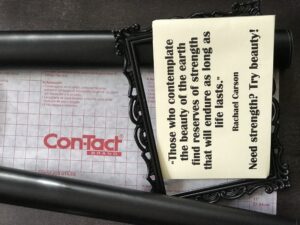 "Those who contemplate
the beauty of the earth
find reserves of strength
that will endure as long as
life lasts."
Rachael Carson
Need strength? Try beauty!
Con-Tact
BRAND